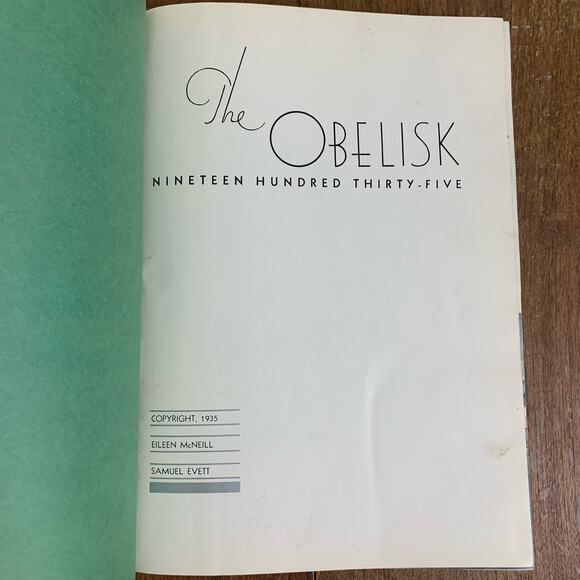 The
OBELISK
NINETEEN HUNDRED THIRTY-FIVE
COPYRIGHT, 1935
EILEEN McNEILL
SAMUEL EVETT